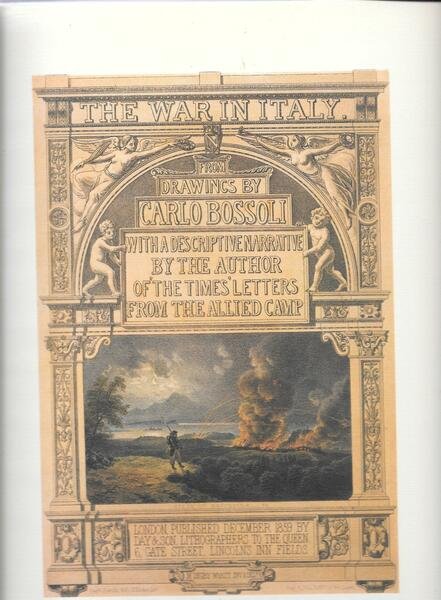 THE WAR IN ITALY.
FROM
DRAWINGS BY
CARLO BOSSOLI
WITH A DESCRIPTIVE NARRATIVE
BY THE AUTHOR
OF THE 'TIMES' LETTERS
FROM THE ALLIED CAMP
LONDON PUBLISHED DECEMBER 1859 BY
DAY & SON, LITHOGRAPHERS TO THE QUEEN
6, GATE STREET, LINCOLN'S INN FIELDS.